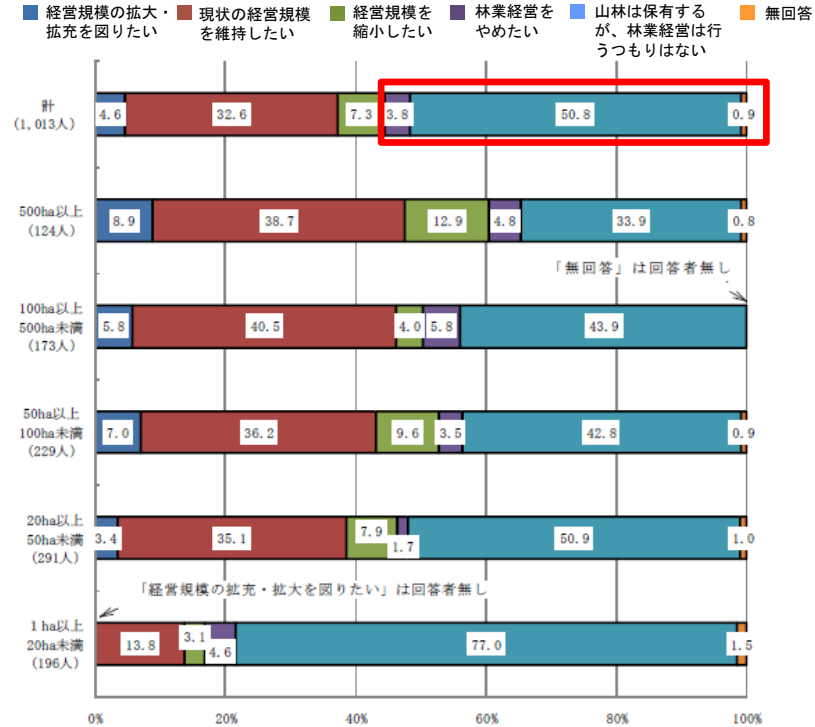 経営規模の拡大・
拡充を図りたい
現状の経営規模
を維持したい
経営規模を
縮小したい
林業経営を
やめたい
山林は保有する
が、林業経営は行
うつもりはない
無回答
計
(1,013人)
4.6 32.6 7.3 3.8 50.8 0.9
500ha以上
(124人)
8.9 38.7 12.9 4.8 33.9 0.8
「無回答」は回答者無し
100ha以上
500ha未満
(173人)
5.8 40.5 4.0 5.8 43.9
50ha以上
100ha未満
(229人)
7.0 36.2 9.6 3.5 42.8 0.9
20ha以上
50ha未満
(291人)
3.4 35.1 7.9 1.7 50.9 1.0
「経営規模の拡充・拡大を図りたい」は回答者無し
1ha以上
20ha未満
(196人)
13.8 3.1 4.6 77.0 1.5
0% 20% 40% 60% 80% 100%